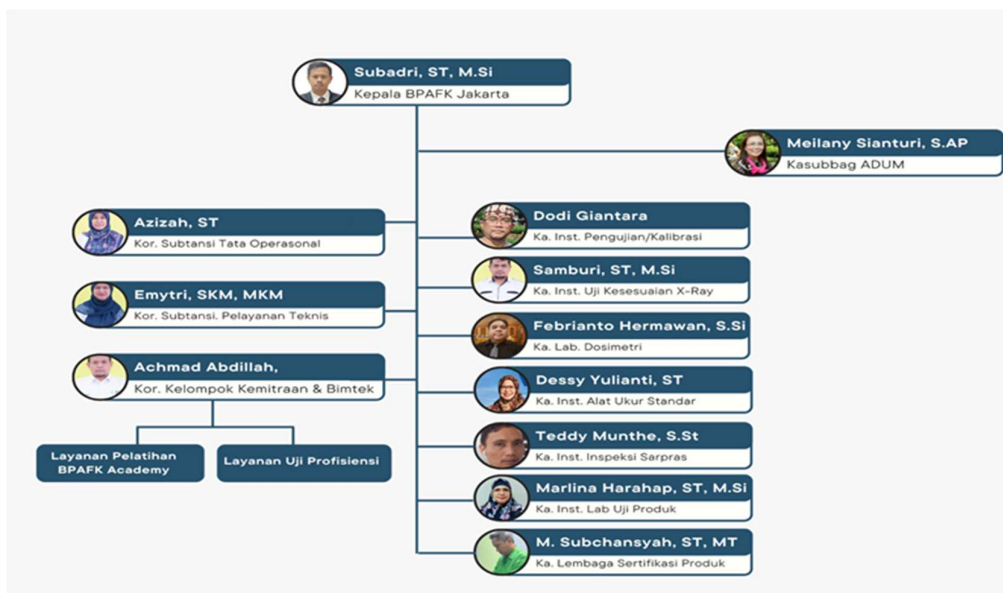 Subadri, ST, M.Si
Kepala BPAFK Jakarta
Meilany Sianturi, S.AP
Kasubbag ADUM
Azizah, ST
Kor. Subtansi Tata Operasonal
Emytri, SKM, MKM
Kor. Subtansi. Pelayanan Teknis
Achmad Abdillah,
Kor. Kelompok Kemitraan & Bimtek
Layanan Pelatihan
BPAFK Academy
Layanan Uji Profisiensi
Dodi Giantara
Ka. Inst. Pengujian/Kalibrasi
Samburi, ST, M.Si
Ka. Inst. Uji Kesesuaian X-Ray
Febrianto Hermawan, S.Si
Ka. Lab. Dosimetri
Dessy Yulianti, ST
Ka. Inst. Alat Ukur Standar
Teddy Munthe, S.St
Ka. Inst. Inspeksi Sarpras
Marlina Harahap, ST, M.Si
Ka. Inst. Lab Uji Produk
M. Subchansyah, ST, MT
Ka. Lembaga Sertifikasi Produk